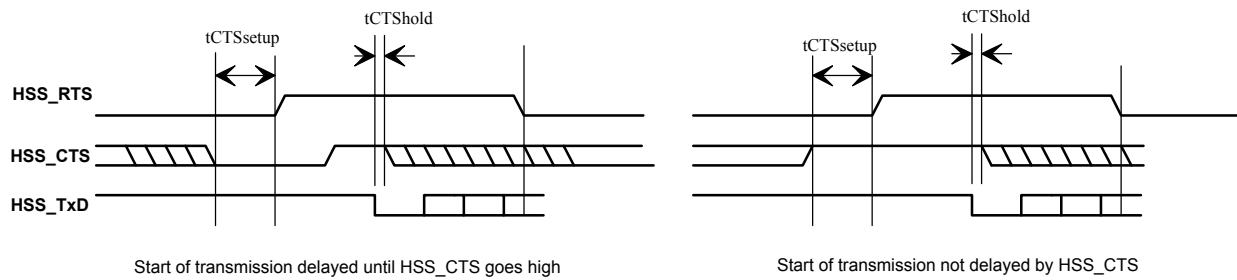 tCTShold
tCTSsetup
HSS_RTS
HSS_CTS
HSS_TxD
Start of transmission delayed until HSS_CTS goes high
tCTShold
tCTSsetup
Start of transmission not delayed by HSS_CTS